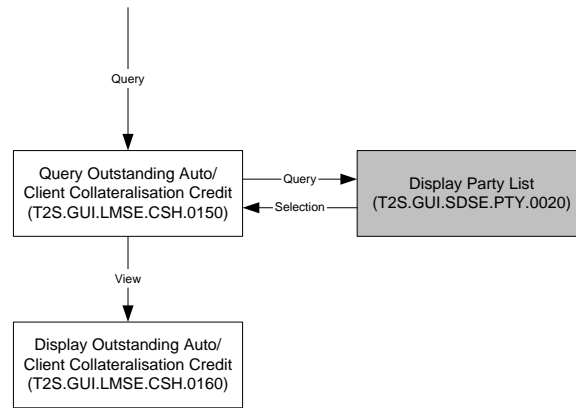 Query
Query Outstanding Auto/
Client Collateralisation Credit
(T2S.GUI.LMSE.CSH.0150)
Query
Selection
Display Party List
(T2S.GUI.SDSE.PTY.0020)
View
Display Outstanding Auto/
Client Collateralisation Credit
(T2S.GUI.LMSE.CSH.0160)